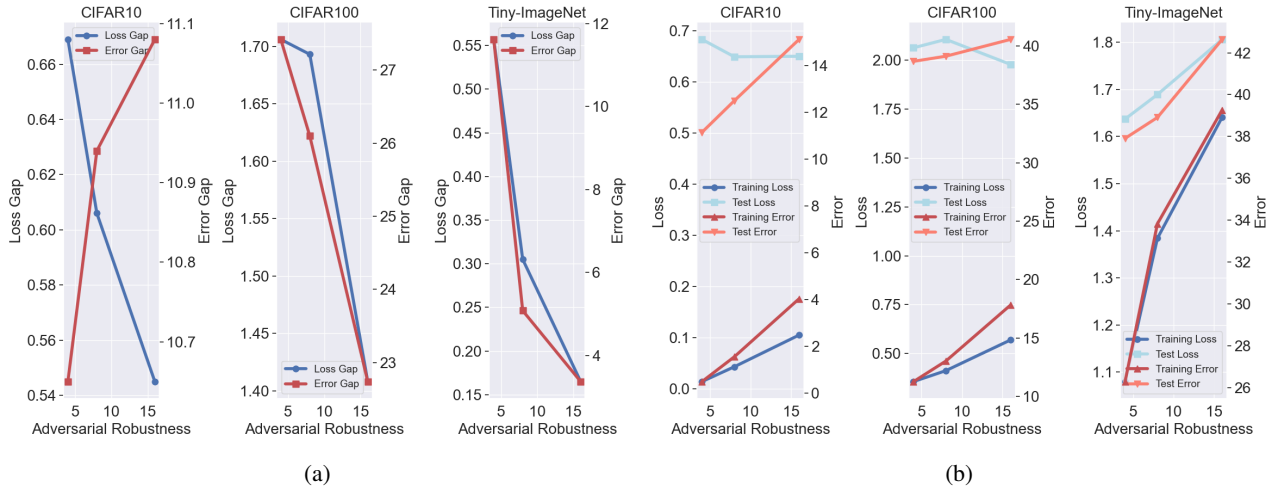 CIFAR10
Loss Gap
Error Gap
0.66
0.64
0.62
0.60
0.58
0.56
0.54
Loss Gap
11.1
11.0
10.9
10.8
10.7
Error Gap
5 10 15
Adversarial Robustness
CIFAR100
1.70
1.65
1.60
1.55
1.50
1.45
1.40
Loss Gap
27
26
25
24
23
Error Gap
Loss Gap
Error Gap
5 10 15
Adversarial Robustness
Tiny-ImageNet
Loss Gap
Error Gap
0.55
0.50
0.45
0.40
0.35
0.30
0.25
0.20
0.15
Loss Gap
12
10
8
6
4
Error Gap
5 10 15
Adversarial Robustness
(a)
CIFAR10
0.7
0.6
0.5
0.4
0.3
0.2
0.1
0.0
Loss
Training Loss
Test Loss
Training Error
Test Error
14
12
10
8
6
4
2
0
Error
5 10 15
Adversarial Robustness
CIFAR100
2.00
1.75
1.50
1.25
1.00
0.75
0.50
Loss
Training Loss
Test Loss
Training Error
Test Error
40
35
30
25
20
15
10
Error
5 10 15
Adversarial Robustness
Tiny-ImageNet
1.8
1.7
1.6
1.5
1.4
1.3
1.2
1.1
Loss
42
40
38
36
34
32
30
28
26
Error
Training Loss
Test Loss
Training Error
Test Error
5 10 15
Adversarial Robustness
(b)